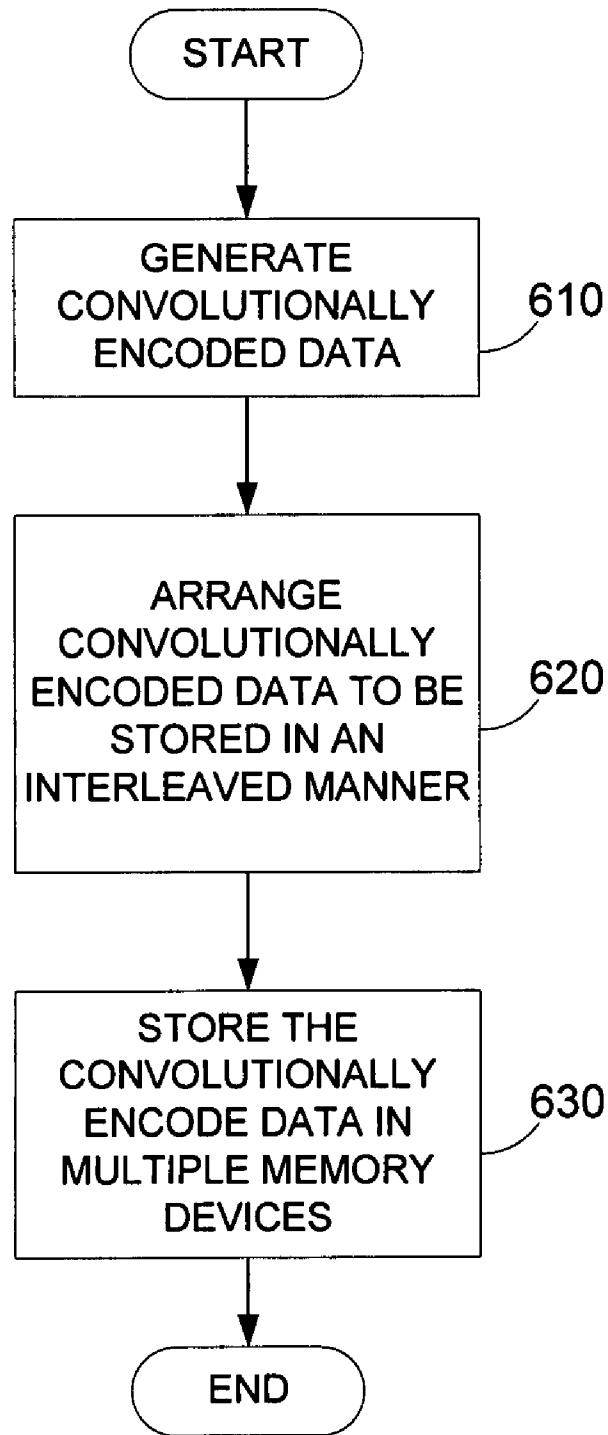 START
GENERATE
CONVOLUTIONALLY
ENCODED DATA
610
ARRANGE
CONVOLUTIONALLY
ENCODED DATA TO BE
STORED IN AN
INTERLEAVED MANNER
620
STORE THE
CONVOLUTIONALLY
ENCODE DATA IN
MULTIPLE MEMORY
DEVICES
630
END